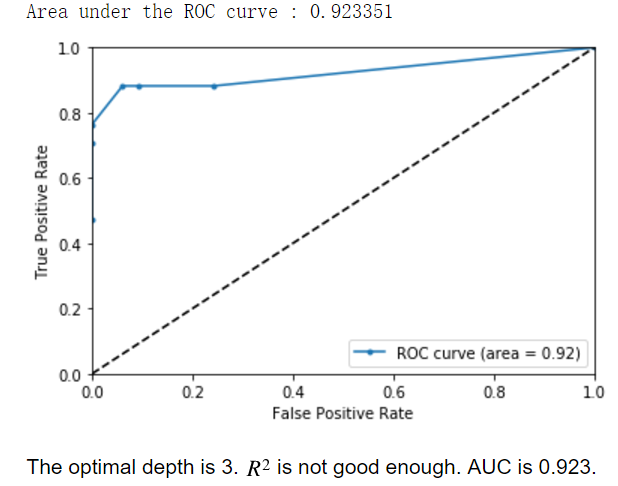 Area under the ROC curve : 0.923351
1.0
0.8
0.6
0.4
0.2
0.0
True Positive Rate
ROC curve (area = 0.92)
0.0 0.2 0.4 0.6 0.8 1.0
False Positive Rate
The optimal depth is 3. R² is not good enough. AUC is 0.923.